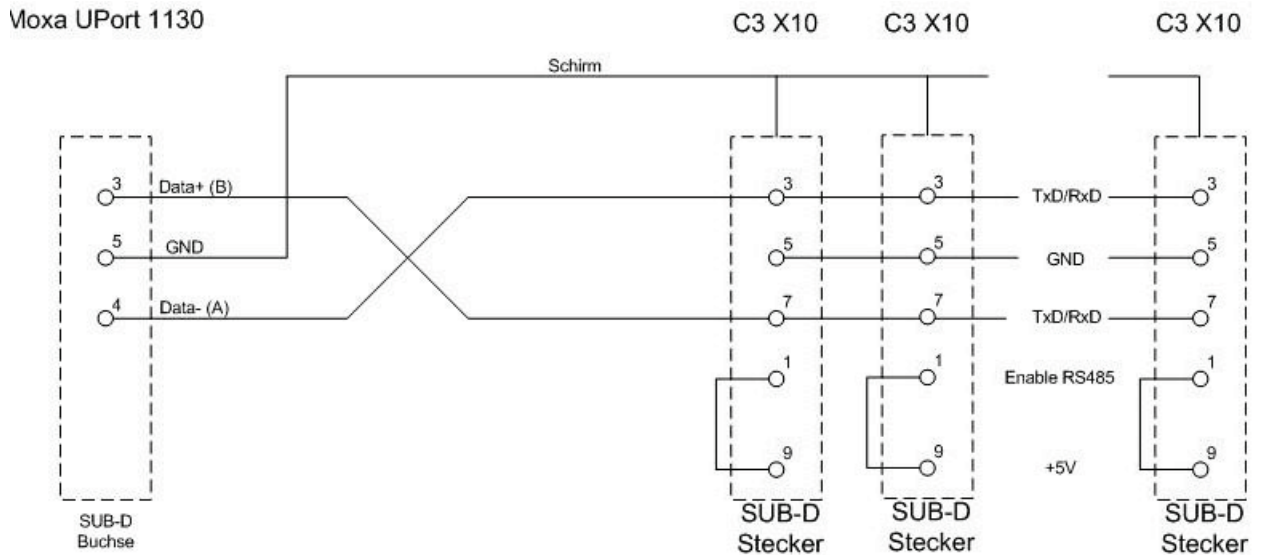 Moxa UPort 1130 C3 X10 C3 X10 C3 X10
Schirm
3 Data+ (B) 3 3 TxD/RxD 3
5 GND 5 5 GND 5
4 Data- (A) 7 7 TxD/RxD 7
1 1 Enable RS485 1
9 9 +5V 9
SUB-D SUB-D SUB-D SUB-D
Buchse Stecker Stecker Stecker